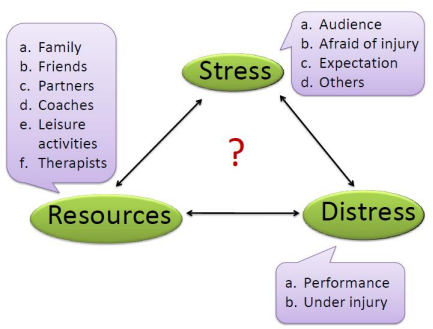 a. Family
b. Friends
c. Partners
d. Coaches
e. Leisure
activities
f. Therapists
Stress
a. Audience
b. Afraid of injury
c. Expectation
d. Others
?
Resources
Distress
a. Performance
b. Under injury